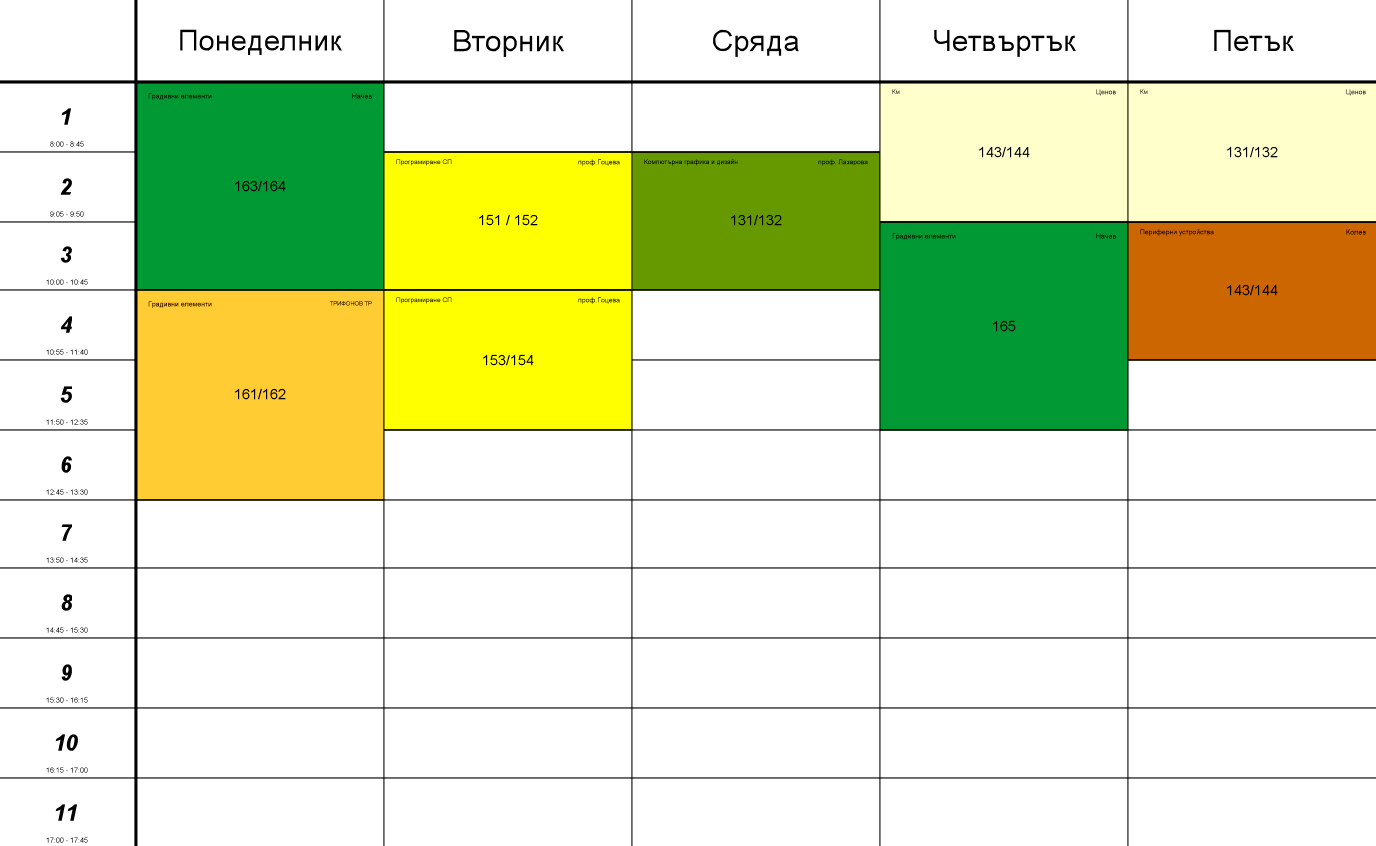 Понеделник Вторник Сряда Четвъртък Петък
1
8:00 - 8:45
Градивни елементи Начев
163/164
Км Ценов
143/144
Км Ценов
131/132
2
9:05 - 9:50
Програмиране СП проф.Гоцева
151 / 152
Компютърна графика и дизайн проф. Лазарова
131/132
3
10:00 - 10:45
Градивни елементи Начев
165
Периферни устройства Колев
143/144
4
10:55 - 11:40
Градивни елементи ТРИФОНОВ ТР
161/162
Програмиране СП проф.Гоцева
153/154
5
11:50 - 12:35
6
12:45 - 13:30
7
13:50 - 14:35
8
14:45 - 15:30
9
15:30 - 16:15
10
16:15 - 17:00
11
17:00 - 17:45